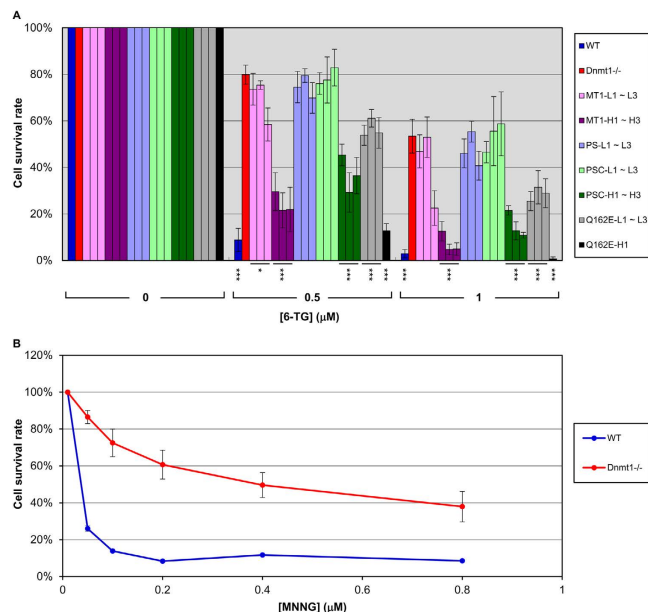 A
100%
80%
60%
40%
20%
0%
Cell survival rate
*** * *** *** *** *** *** *** *** *** ***
0 0.5 1
[6-TG] (μM)
WT
Dnmt1-/-
MT1-L1 ~ L3
MT1-H1 ~ H3
PS-L1 ~ L3
PSC-L1 ~ L3
PSC-H1 ~ H3
Q162E-L1 ~ L3
Q162E-H1
B
120%
100%
80%
60%
40%
20%
0%
Cell survival rate
0 0.2 0.4 0.6 0.8 1
[MNNG] (μM)
WT
Dnmt1-/-